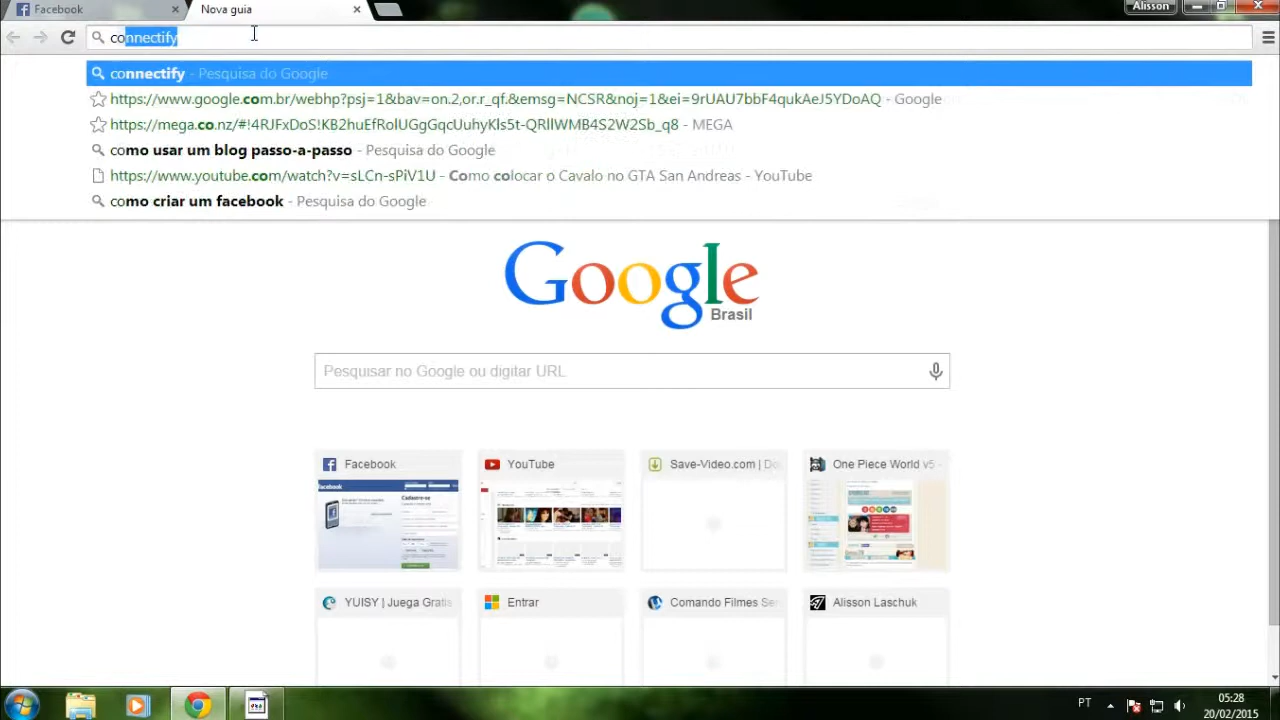 Facebook
Nova guia
Alisson
connectify
connectify - Pesquisa do Google
https://www.google.com.br/webhp?psj=1&bav=on.2,or.r_qf.&emsg=NCSR&noj=1&ei=9rUAU7bbF4qukAeJ5YDoAQ - Google
https://mega.co.nz/#!4RJFxDoS!KB2huEfRolUGgGqcUuhyKls5t-QRllWMB4S2W2Sb_q8 - MEGA
como usar um blog passo-a-passo - Pesquisa do Google
https://www.youtube.com/watch?v=sLCn-sPiV1U - Como colocar o Cavalo no GTA San Andreas - YouTube
como criar um facebook - Pesquisa do Google
Google
Brasil
Pesquisar no Google ou digitar URL
Facebook
YouTube
Save-Video.com | Do
One Piece World v5 -
facebook
Cadastre-se
YUISY | Juega Gratis
Entrar
Comando Filmes Ser
Alisson Laschuk
PT
05:28
20/02/2015